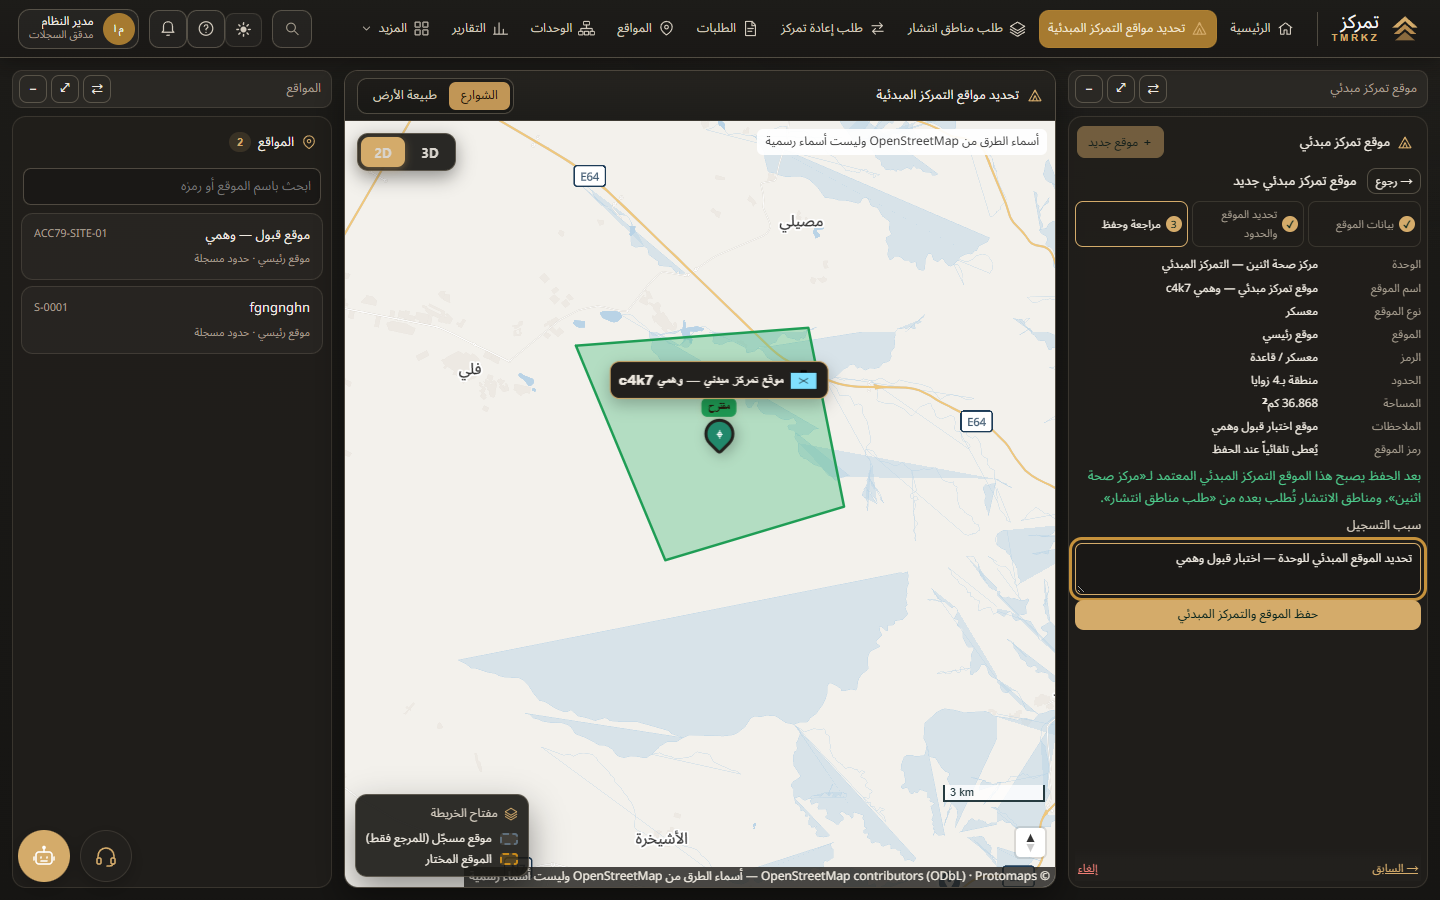 تمركز
TMRKZ
الرئيسية
تحديد مواقع التمركز المبدئية
طلب مناطق انتشار
طلب إعادة تمركز
الطلبات
المواقع
الوحدات
التقارير
المزيد
م ا
مدير النظام
مدقق السجلات
موقع تمركز مبدئي
موقع تمركز مبدئي
+ موقع جديد
→ رجوع
موقع تمركز مبدئي جديد
✓ بيانات الموقع
✓ تحديد الموقع والحدود
3 مراجعة وحفظ
الوحدة مركز صحة اثنين — التمركز المبدئي
اسم الموقع موقع تمركز مبدئي — وهمي c4k7
نوع الموقع معسكر
الموقع موقع رئيسي
الرمز معسكر / قاعدة
الحدود منطقة بـ4 زوايا
المساحة 36.868 كم²
الملاحظات موقع اختبار قبول وهمي
رمز الموقع يُعطى تلقائياً عند الحفظ
بعد الحفظ يصبح هذا الموقع التمركز المبدئي المعتمد لـ«مركز صحة
اثنين». ومناطق الانتشار تُطلب بعده من «طلب مناطق انتشار».
سبب التسجيل
تحديد الموقع المبدئي للوحدة — اختبار قبول وهمي
حفظ الموقع والتمركز المبدئي
→ السابق
إلغاء
تحديد مواقع التمركز المبدئية
الشوارع
طبيعة الأرض
أسماء الطرق من OpenStreetMap وليست أسماء رسمية
2D
3D
E64
مصيلي
فلي
موقع تمركز مبدئي — وهمي c4k7
مقترح
E64
3 km
الأشيخرة
مفتاح الخريطة
موقع مسجّل (للمرجع فقط)
الموقع المختار
© OpenStreetMap contributors (ODbL) · Protomaps — أسماء الطرق من OpenStreetMap وليست أسماء رسمية
المواقع
المواقع 2
ابحث باسم الموقع أو رمزه
موقع قبول — وهمي
ACC79-SITE-01
موقع رئيسي · حدود مسجلة
fgngnghn
S-0001
موقع رئيسي · حدود مسجلة